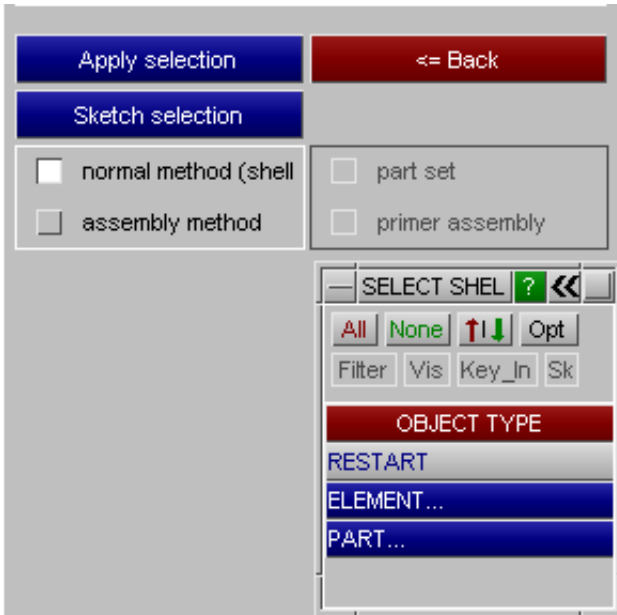 Apply selection
<= Back
Sketch selection
normal method (shell
part set
assembly method
primer assembly
SELECT SHEL ?
All None Opt
Filter Vis Key_In Sk
OBJECT TYPE
RESTART
ELEMENT...
PART...